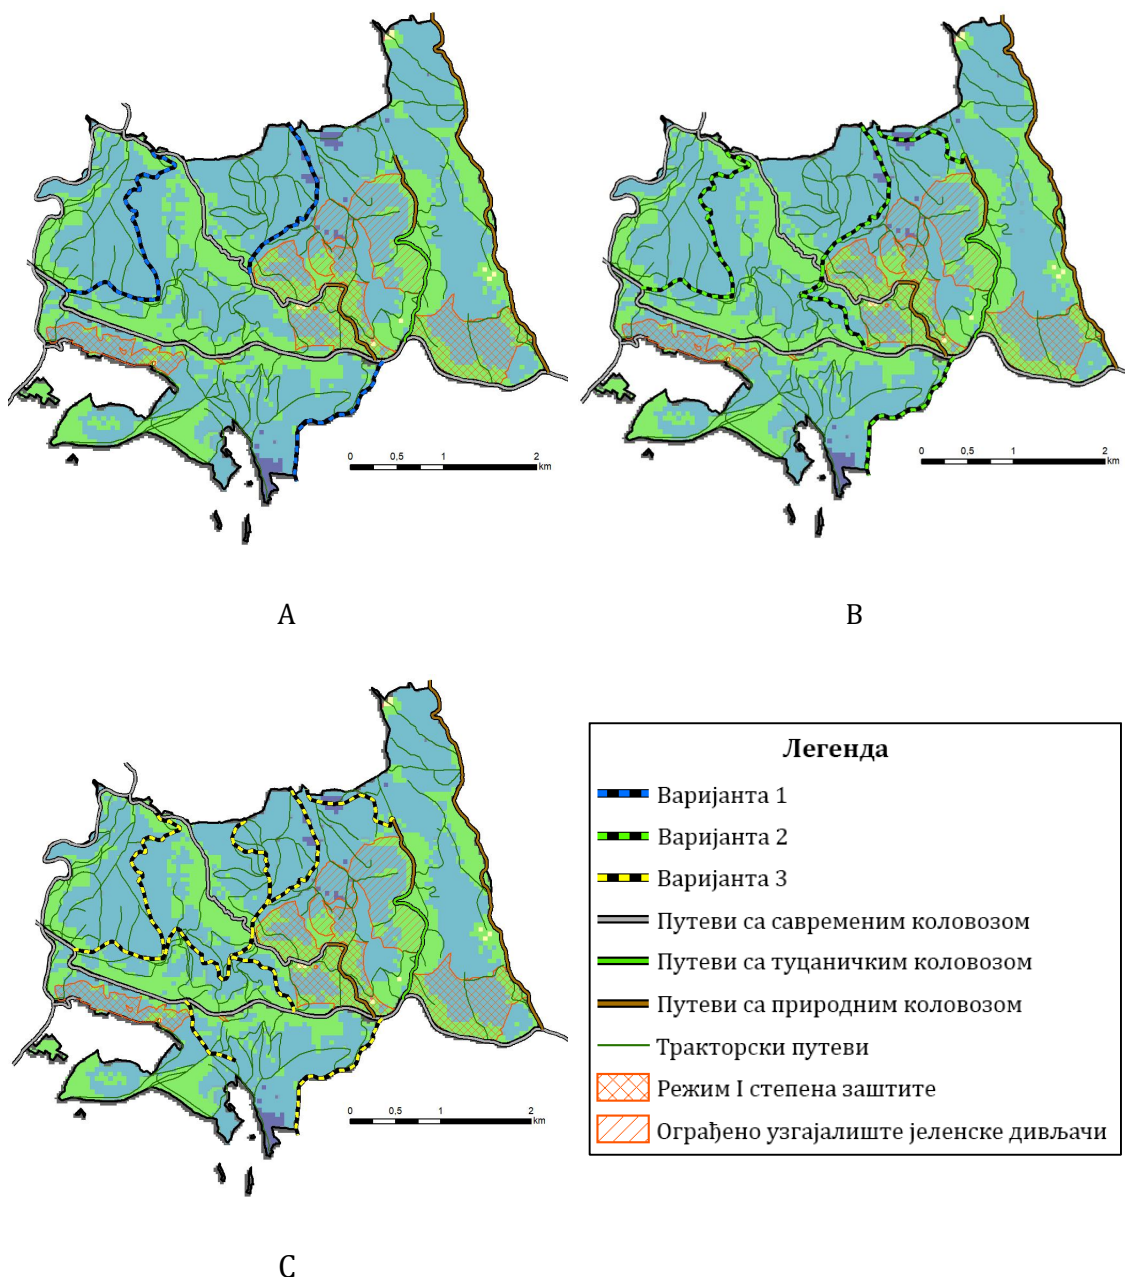 0 0,5 1 2
km
A
0 0,5 1 2
km
B
0 0,5 1 2
km
C
Легенда
Варијанта 1
Варијанта 2
Варијанта 3
Путеви са савременим коловозом
Путеви са туцаничким коловозом
Путеви са природним коловозом
Тракторски путеви
Режим I степена заштите
Ограђено узгајалиште јеленске дивљачи